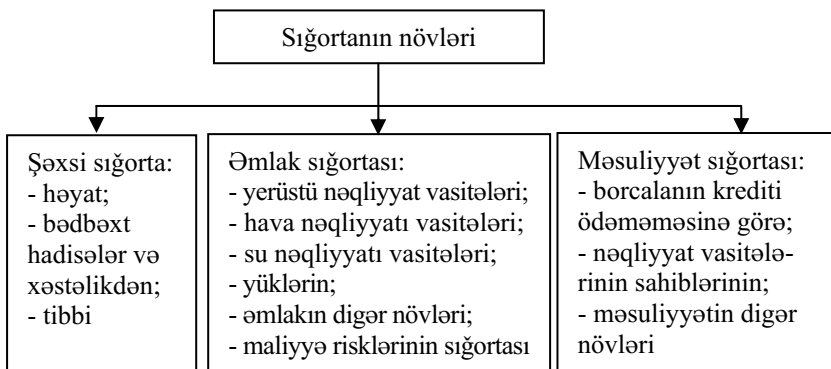 Sığortanın növləri
Şəxsi sığorta:
- həyat;
- bədbəxt
hadisələr və
xəstəlikdən;
- tibbi
Əmlak sığortası:
- yerüstü nəqliyyat vasitələri;
- hava nəqliyyatı vasitələri;
- su nəqliyyatı vasitələri;
- yüklərin;
- əmlakın digər növləri;
- maliyyə risklərinin sığortası
Məsuliyyət sığortası:
- borcalanın krediti
ödəməməsinə görə;
- nəqliyyat vasitələ-
rinin sahiblərinin;
- məsuliyyətin digər
növləri